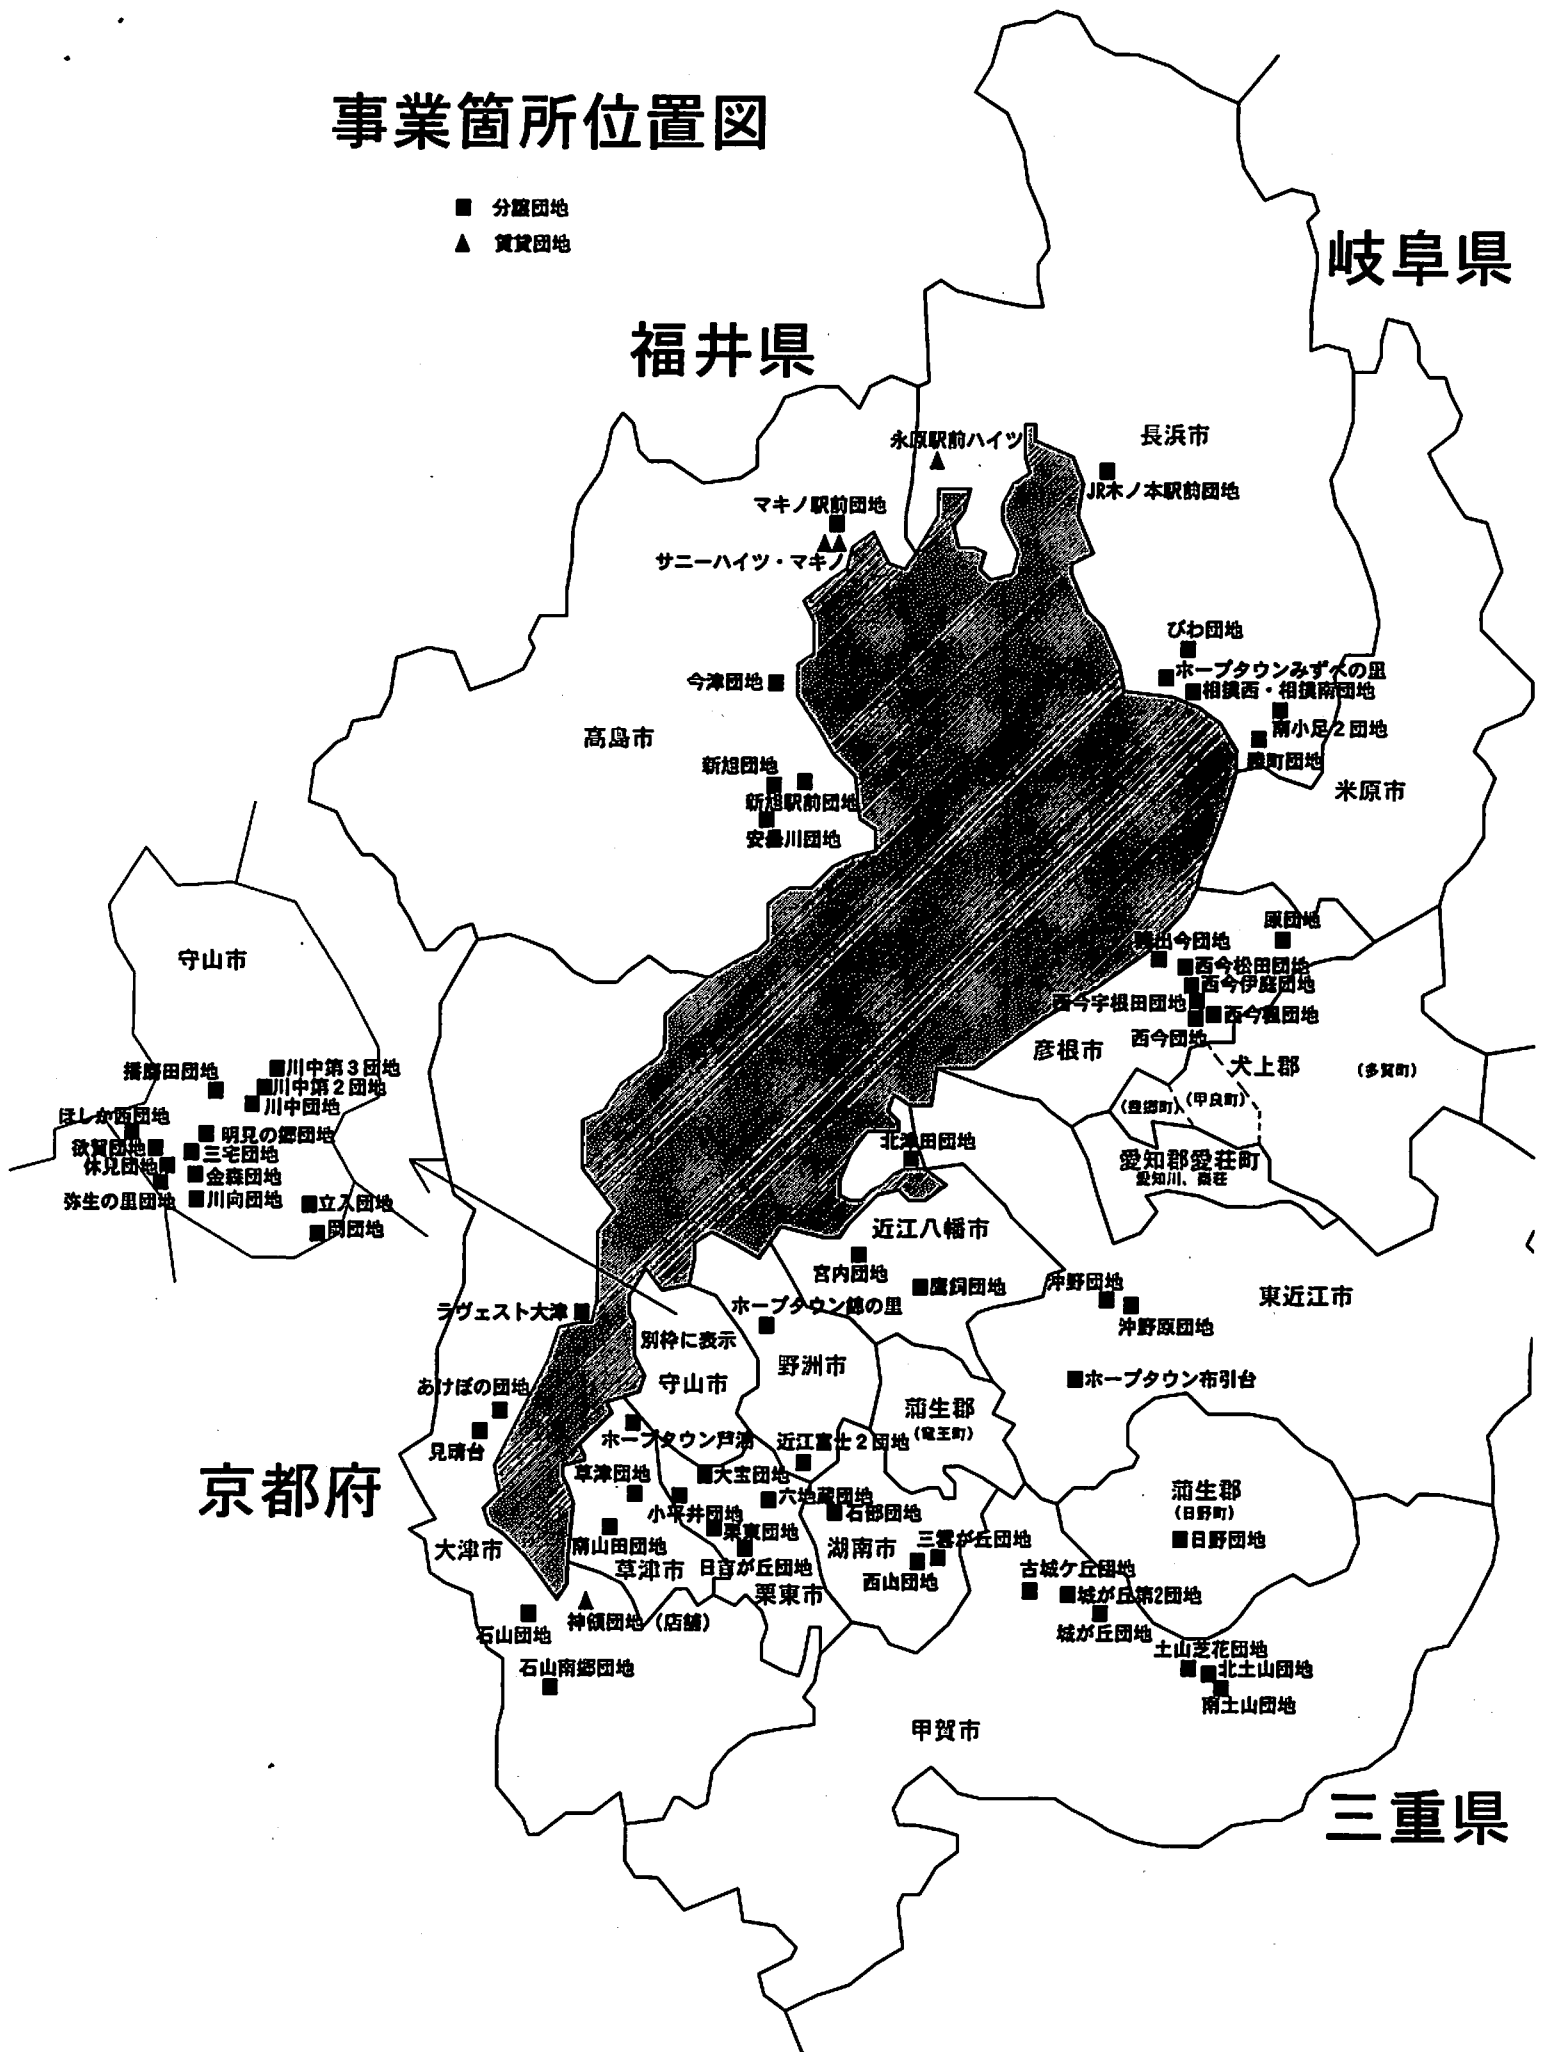 事業箇所位置図
■ 分譲団地
▲ 賃貸団地
岐阜県
福井県
長浜市
永原駅前ハイツ
JR木ノ本駅前団地
マキノ駅前団地
サニーハイツ・マキノ
びわ団地
ホープタウンみずべの里
今津団地
相撲西・相撲南団地
高島市
南小足2団地
新旭団地
米原市
新旭駅前団地
安曇川団地
原団地
守山市
西今松田団地
西今伊庭団地
西今宇根田団地
西今団地
彦根市
犬上郡
(多賀町)
(豊郷町)
(甲良町)
川中第3団地
播磨田団地
川中第2団地
川中団地
ほしか西団地
明見の郷団地
欲賀団地
三宅団地
休見団地
金森団地
弥生の里団地
川向団地
立入団地
岡団地
北津田団地
愛知郡愛荘町
愛知川、秦荘
近江八幡市
宮内団地
鷹飼団地
沖野団地
東近江市
沖野原団地
ラヴェスト大津
ホープタウン錦の里
別枠に表示
野洲市
守山市
ホープタウン布引台
あけぼの団地
蒲生郡
(竜王町)
見晴台
ホープタウン芦浦
近江富士2団地
京都府
草津団地
大宝団地
蒲生郡
(日野町)
六地蔵団地
小平井団地
石部団地
栗東団地
日野団地
大津市
南山田団地
湖南市
三雲が丘団地
草津市
日吉が丘団地
西山団地
古城ケ丘団地
栗東市
城が丘第2団地
神領団地(店舗)
城が丘団地
石山団地
土山芝花団地
石山南郷団地
北土山団地
南土山団地
甲賀市
三重県